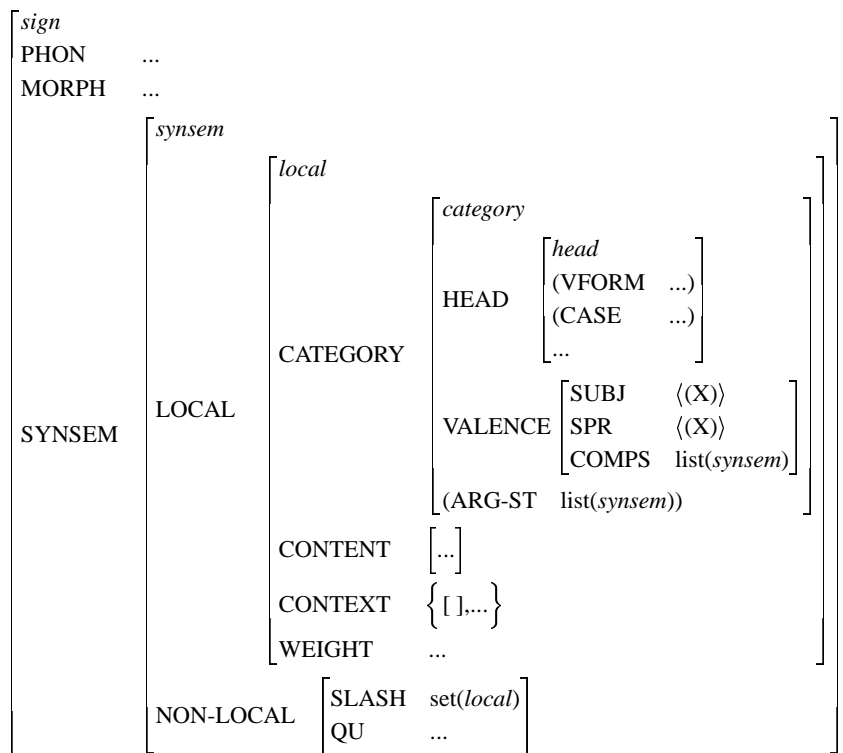 sign
PHON ...
MORPH ...
synsem
local
category
head
(VFORM ...)
HEAD
(CASE ...)
...
CATEGORY
SUBJ ⟨(X)⟩
LOCAL
VALENCE SPR ⟨(X)⟩
SYNSEM
COMPS list(synsem)
(ARG-ST list(synsem))
CONTENT [...]
CONTEXT { [ ],...}
WEIGHT ...
SLASH set(local)
NON-LOCAL
QU ...